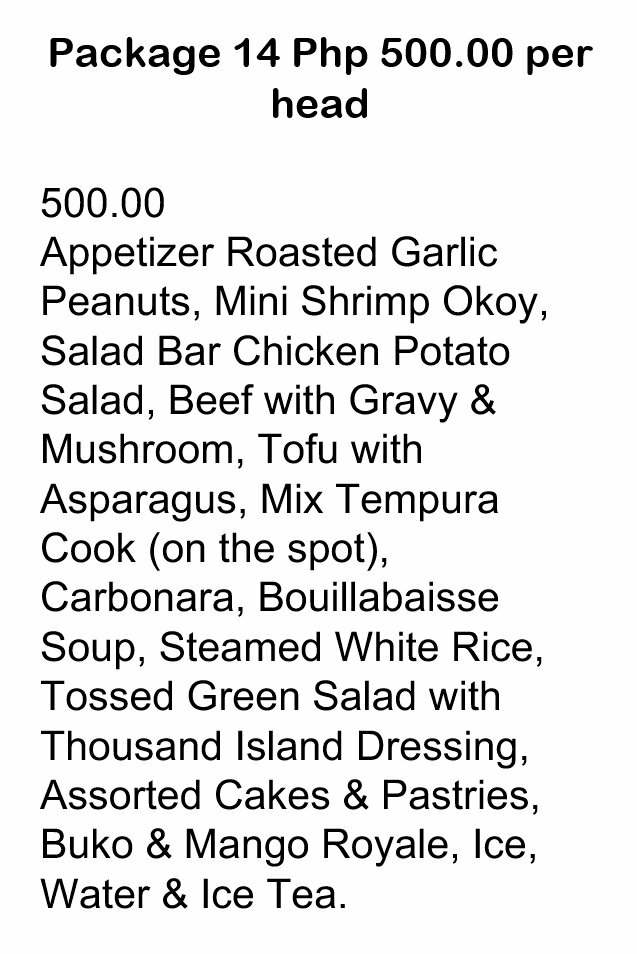 Package 14 Php 500.00 per
head
500.00
Appetizer Roasted Garlic
Peanuts, Mini Shrimp Okoy,
Salad Bar Chicken Potato
Salad, Beef with Gravy &
Mushroom, Tofu with
Asparagus, Mix Tempura
Cook (on the spot),
Carbonara, Bouillabaisse
Soup, Steamed White Rice,
Tossed Green Salad with
Thousand Island Dressing,
Assorted Cakes & Pastries,
Buko & Mango Royale, Ice,
Water & Ice Tea.